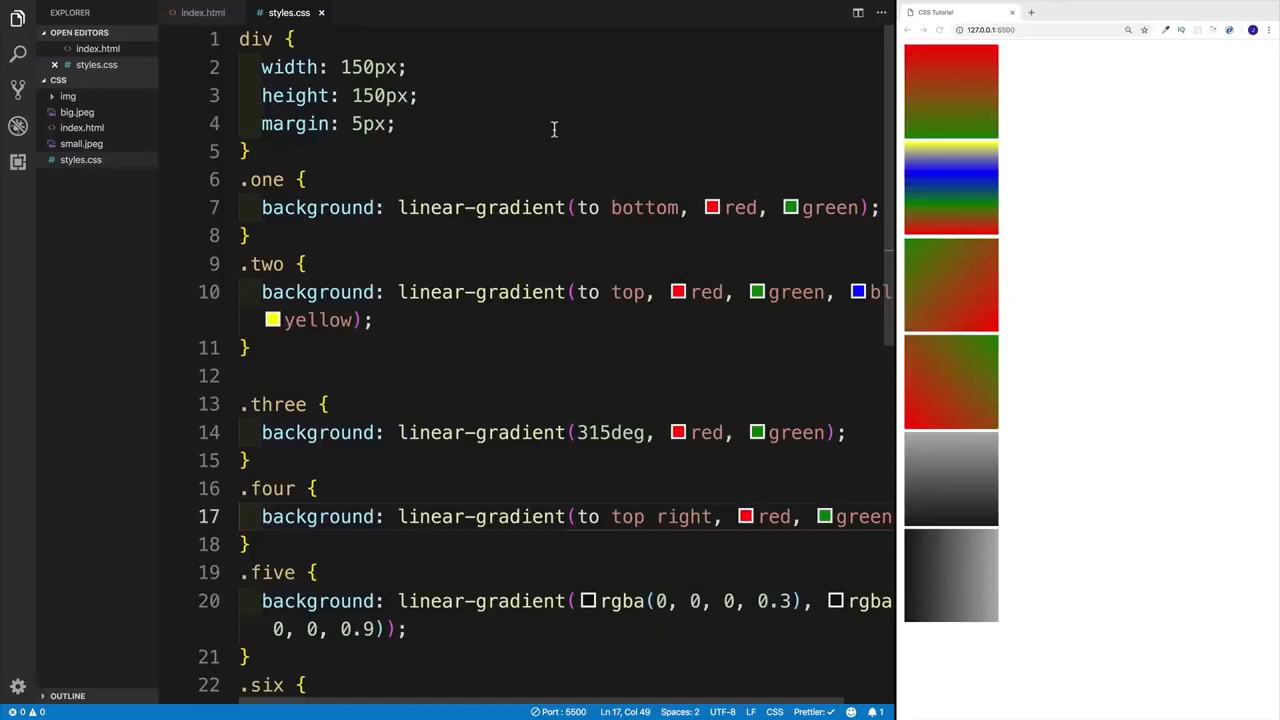 EXPLORER
OPEN EDITORS
index.html
# styles.css
CSS
img
big.jpeg
index.html
small.jpeg
# styles.css
OUTLINE
index.html
# styles.css
1 div {
2 width: 150px;
3 height: 150px;
4 margin: 5px;
5 }
6 .one {
7 background: linear-gradient(to bottom, red, green);
8 }
9 .two {
10 background: linear-gradient(to top, red, green, bl
yellow);
11 }
12
13 .three {
14 background: linear-gradient(315deg, red, green);
15 }
16 .four {
17 background: linear-gradient(to top right, red, green
18 }
19 .five {
20 background: linear-gradient(rgba(0, 0, 0, 0.3), rgba
0, 0, 0.9));
21 }
22 .six {
CSS Tutorial
127.0.0.1:5500
0 0 Port : 5500 Ln 17, Col 49 Spaces: 2 UTF-8 LF CSS Prettier: ✓ 1